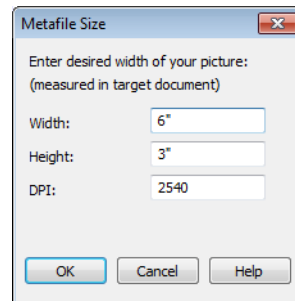 Metafile Size
Enter desired width of your picture:
(measured in target document)
Width: 6"
Height: 3"
DPI: 2540
OK Cancel Help